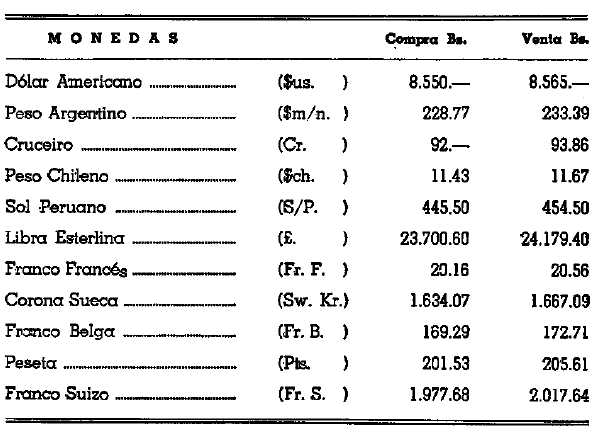 MONEDAS Compra Bs. Venta Bs.
Dólar Americano ($us. ) 8.550.— 8.565.—
Peso Argentino ($m/n. ) 228.77 233.39
Cruceiro (Cr. ) 92.— 93.86
Peso Chileno ($ch. ) 11.43 11.67
Sol Peruano (S/P. ) 445.50 454.50
Libra Esterlina (£. ) 23.700.60 24.179.40
Franco Francés (Fr. F. ) 20.16 20.56
Corona Sueca (Sw. Kr.) 1.634.07 1.667.09
Franco Belga (Fr. B. ) 169.29 172.71
Peseta (Pts. ) 201.53 205.61
Franco Suizo (Fr. S. ) 1.977.68 2.017.64